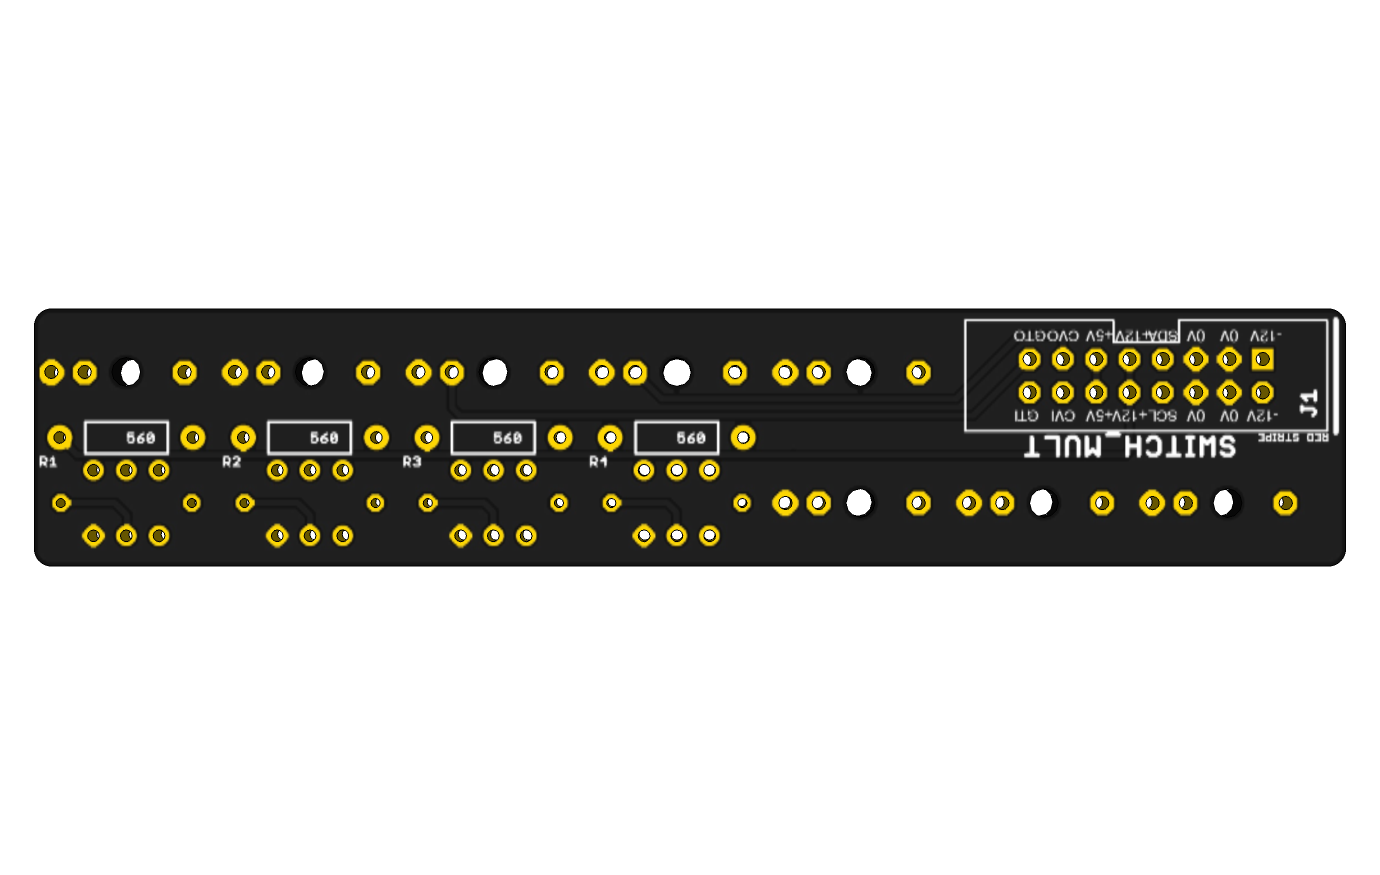 -12V 0V 0V SDA +12V +5V CVO GTO
-12V 0V 0V SCL +12V +5V CVI GTI
J1
RED STRIPE
SWITCH_MULT
560 560 560 560
R1 R2 R3 R4